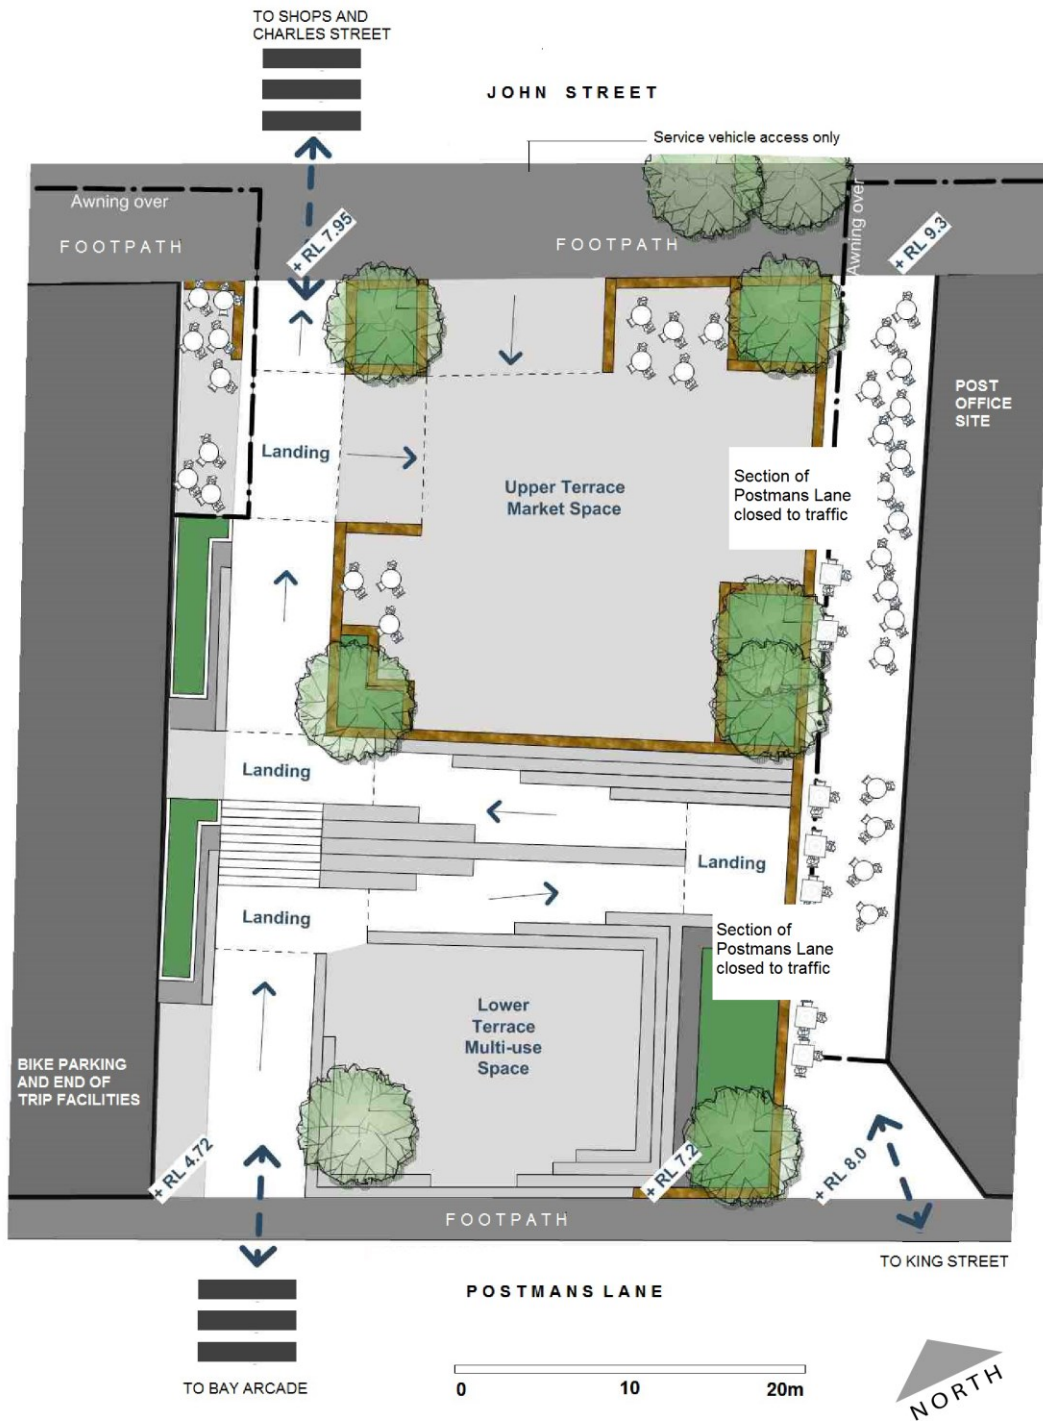 TO SHOPS AND
CHARLES STREET
JOHN STREET
Service vehicle access only
Awning over
FOOTPATH
+ RL 7.95
FOOTPATH
Awning over
+ RL 9.3
POST
OFFICE
SITE
Landing
Upper Terrace
Market Space
Section of
Postmans Lane
closed to traffic
Landing
Landing
Landing
Section of
Postmans Lane
closed to traffic
Lower
Terrace
Multi-use
Space
BIKE PARKING
AND END OF
TRIP FACILITIES
+ RL 4.72
+ RL 7.2
+ RL 8.0
FOOTPATH
TO KING STREET
POSTMANS LANE
TO BAY ARCADE
0 10 20m
NORTH